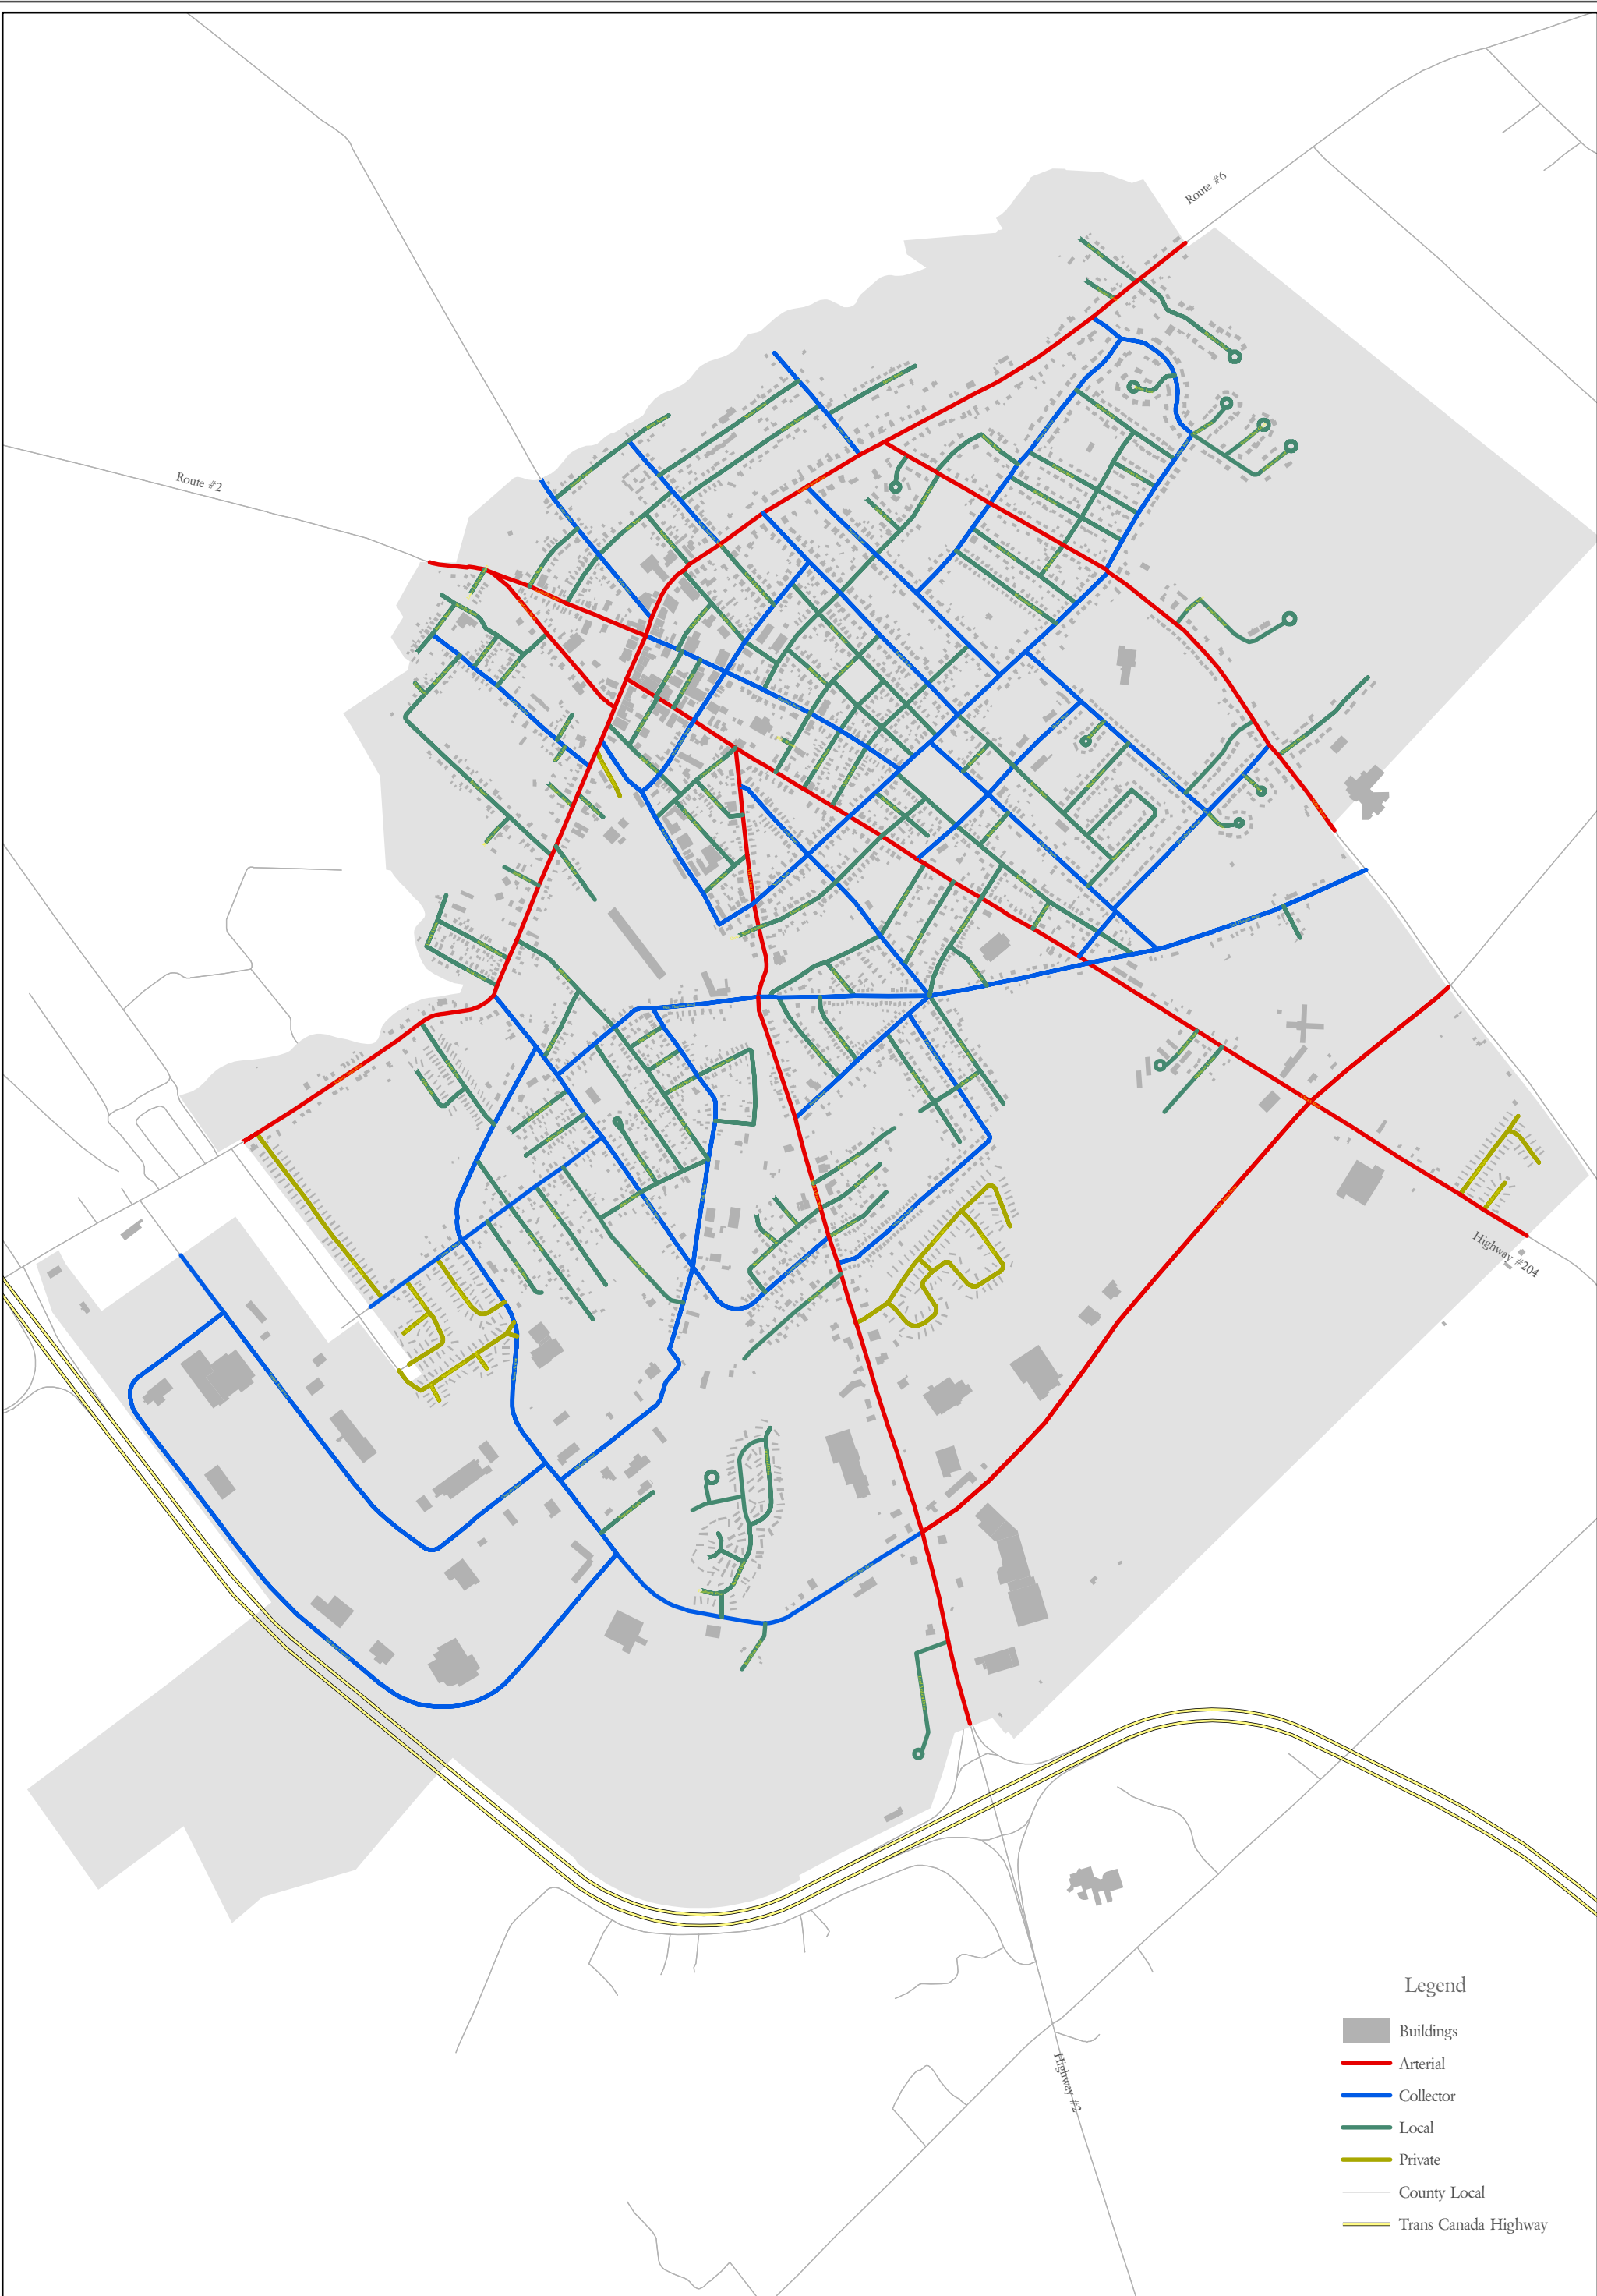 Route #6
Route #2
Highway #204
Highway #2
Legend
Buildings
Arterial
Collector
Local
Private
County Local
Trans Canada Highway